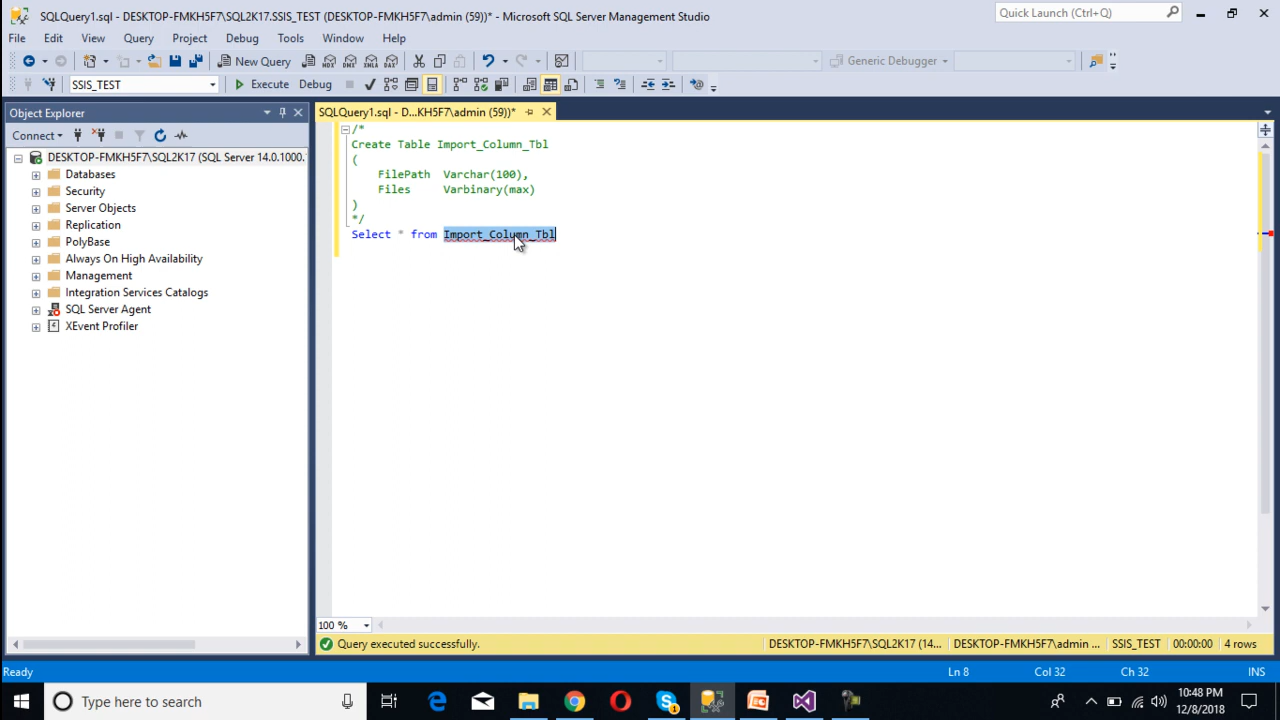 SQLQuery1.sql - DESKTOP-FMKH5F7\SQL2K17.SSIS_TEST (DESKTOP-FMKH5F7\admin (59))* - Microsoft SQL Server Management Studio
Quick Launch (Ctrl+Q)
File Edit View Query Project Debug Tools Window Help
New Query
Generic Debugger
SSIS_TEST
Execute Debug
Object Explorer
SQLQuery1.sql - D...KH5F7\admin (59))*
Connect
DESKTOP-FMKH5F7\SQL2K17 (SQL Server 14.0.1000.
Databases
Security
Server Objects
Replication
PolyBase
Always On High Availability
Management
Integration Services Catalogs
SQL Server Agent
XEvent Profiler
/*
Create Table Import_Column_Tbl
(
FilePath Varchar(100),
Files Varbinary(max)
)
*/
Select * from Import_Column_Tbl
100 %
Query executed successfully.
DESKTOP-FMKH5F7\SQL2K17 (14... DESKTOP-FMKH5F7\admin ... SSIS_TEST 00:00:00 4 rows
Ready
Ln 8 Col 32 Ch 32 INS
Type here to search
10:48 PM
12/8/2018